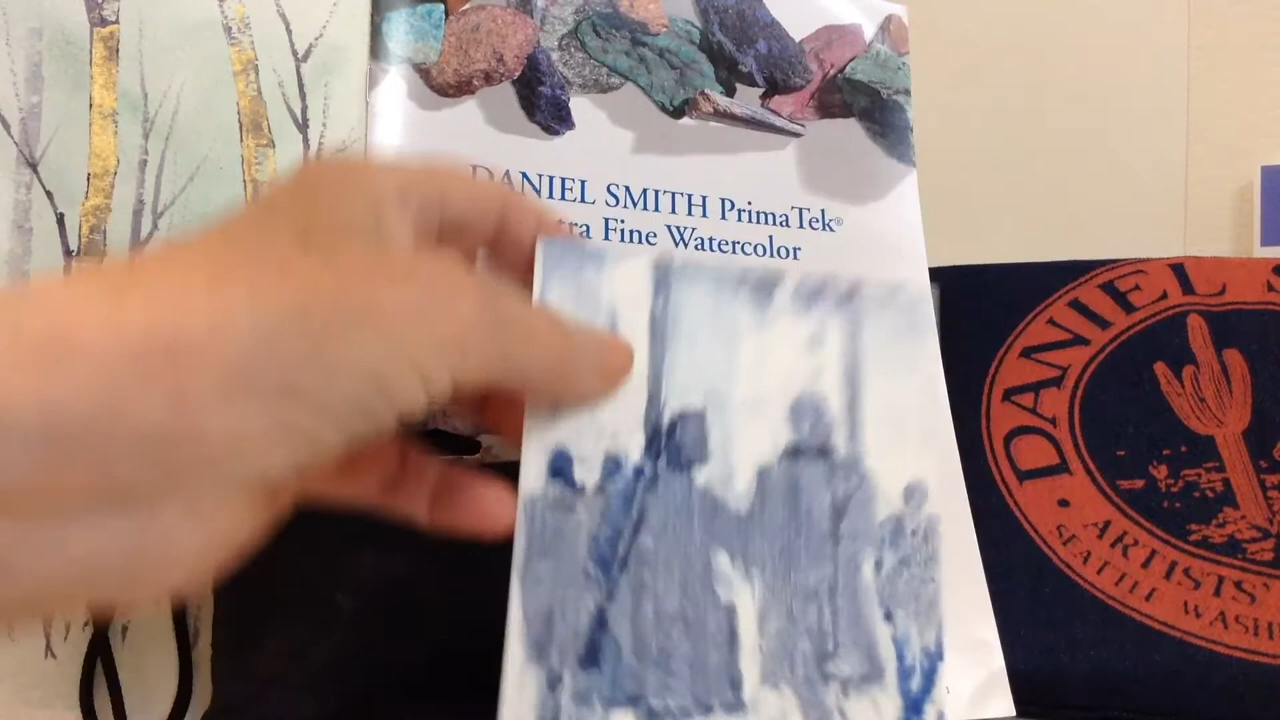 DANIEL SMITH PrimaTek®
tra Fine Watercolor
DANIEL S
ARTISTS'
SEATTLE WASH